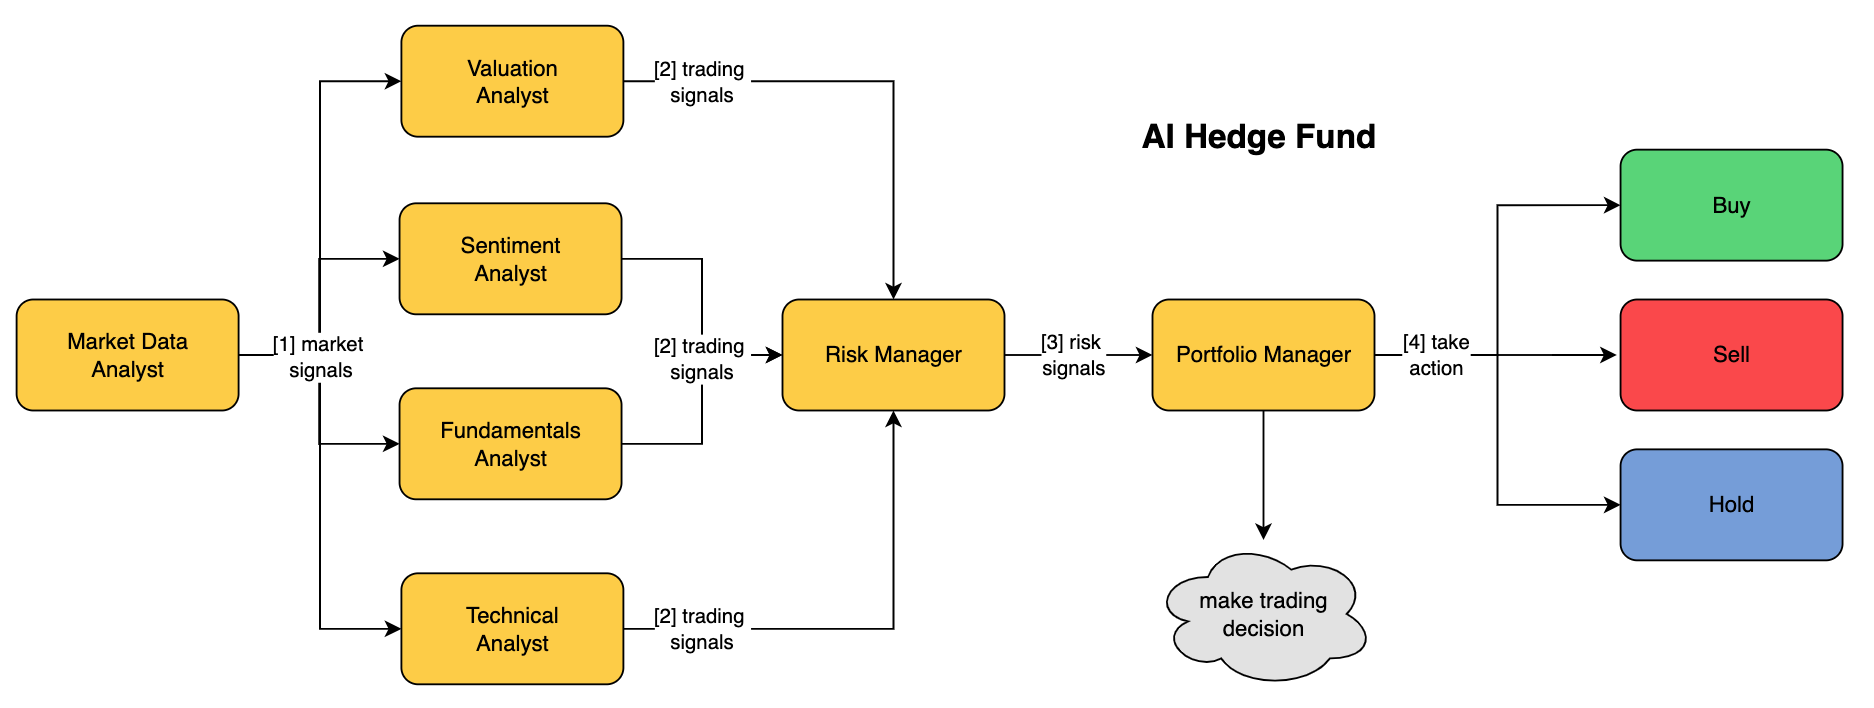 AI Hedge Fund
Market Data
Analyst
[1] market
signals
Valuation
Analyst
[2] trading
signals
Sentiment
Analyst
Fundamentals
Analyst
[2] trading
signals
Technical
Analyst
[2] trading
signals
Risk Manager
[3] risk
signals
Portfolio Manager
make trading
decision
[4] take
action
Buy
Sell
Hold